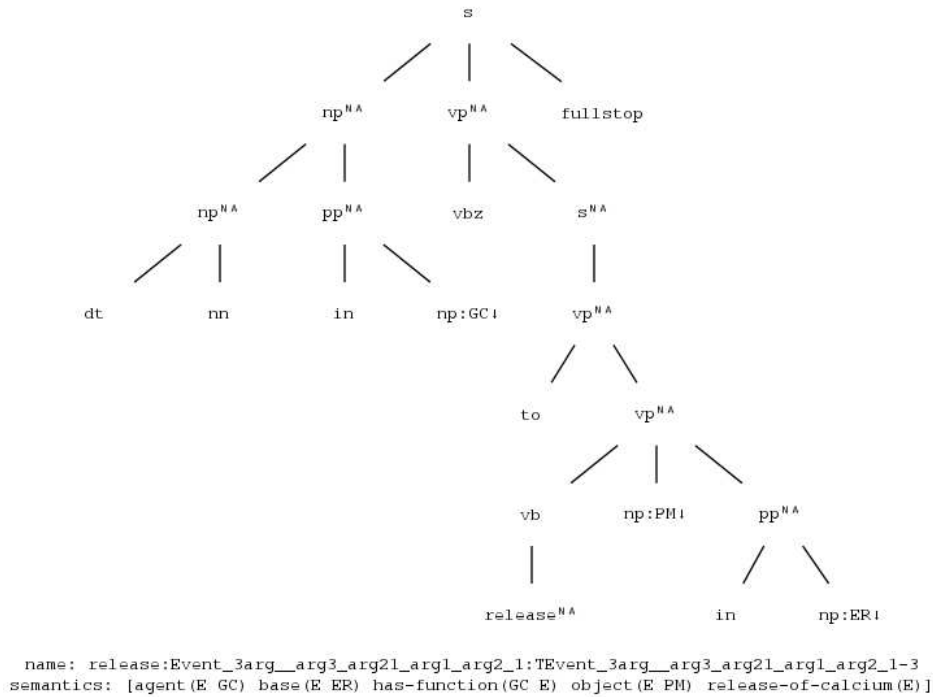 s
np^NA vp^NA fullstop
np^NA pp^NA vbz s^NA
dt nn in np:GC↓ vp^NA
to vp^NA
vb np:PM↓ pp^NA
release^NA in np:ER↓
name: release:Event_3arg__arg3_arg21_arg1_arg2_1:TEvent_3arg__arg3_arg21_arg1_arg2_1-3
semantics: [agent(E GC) base(E ER) has-function(GC E) object(E PM) release-of-calcium(E)]